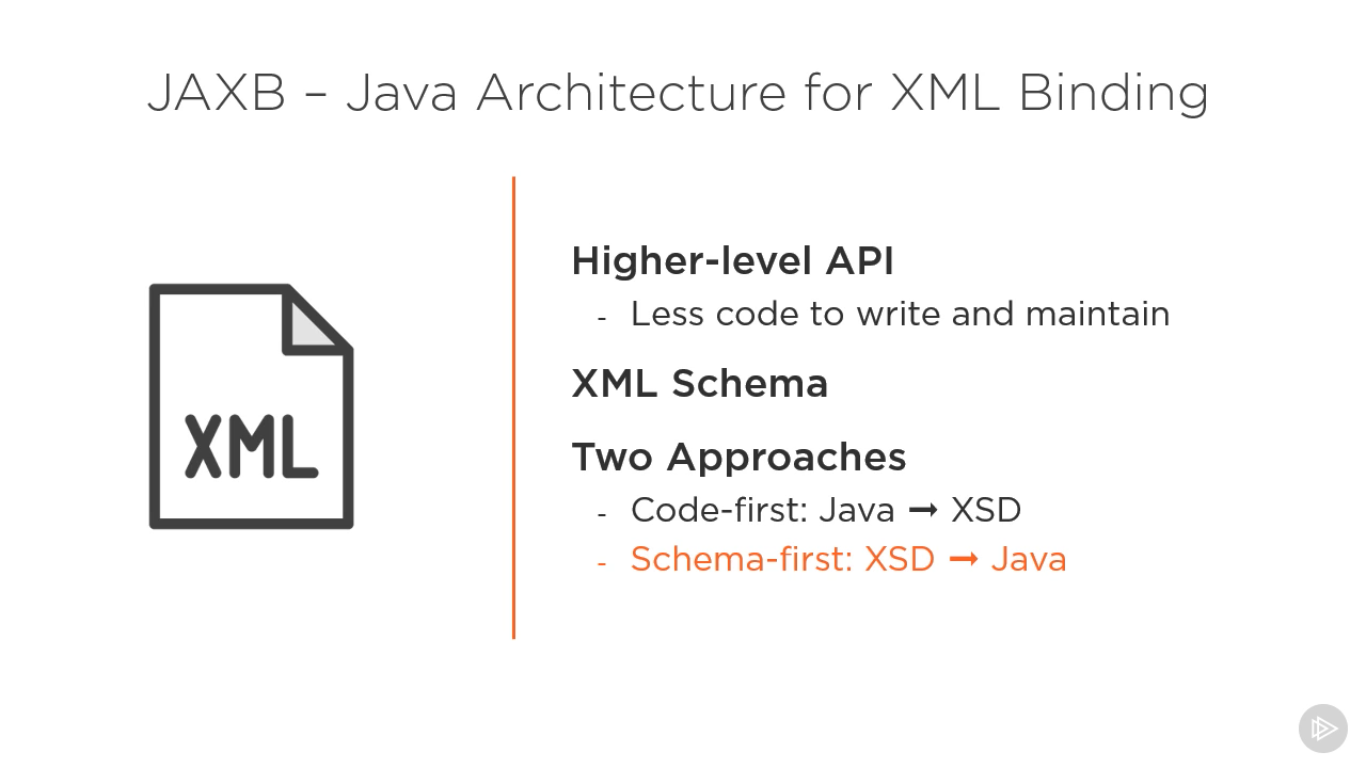 JAXB – Java Architecture for XML Binding
XML
Higher-level API
- Less code to write and maintain
XML Schema
Two Approaches
- Code-first: Java ➞ XSD
- Schema-first: XSD ➞ Java